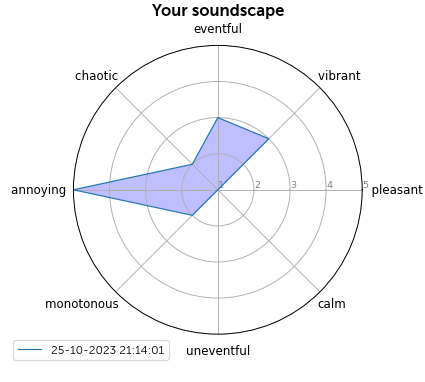 Your soundscape
eventful
chaotic
vibrant
annoying
1
2
3
4
5
pleasant
monotonous
calm
25-10-2023 21:14:01
uneventful